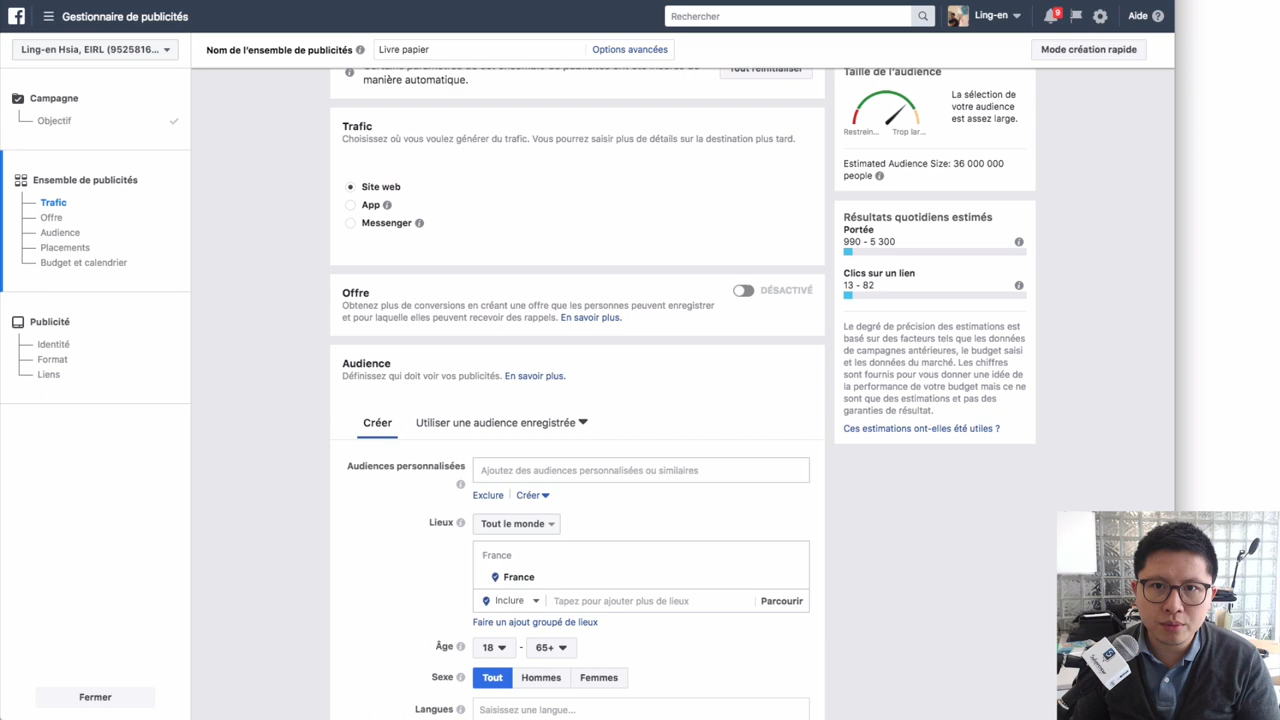 Gestionnaire de publicités
Rechercher
Ling-en
9
Aide
Ling-en Hsia, EIRL (9525816...
Nom de l'ensemble de publicités
Livre papier
Options avancées
Mode création rapide
Campagne
Objectif
Ensemble de publicités
Trafic
Offre
Audience
Placements
Budget et calendrier
Publicité
Identité
Format
Liens
Fermer
manière automatique.
Tout réinitialiser
Trafic
Choisissez où vous voulez générer du trafic. Vous pourrez saisir plus de détails sur la destination plus tard.
Site web
App
Messenger
Offre
DÉSACTIVÉ
Obtenez plus de conversions en créant une offre que les personnes peuvent enregistrer
et pour laquelle elles peuvent recevoir des rappels. En savoir plus.
Audience
Définissez qui doit voir vos publicités. En savoir plus.
Créer
Utiliser une audience enregistrée
Audiences personnalisées
Ajoutez des audiences personnalisées ou similaires
Exclure
Créer
Lieux
Tout le monde
France
France
Inclure
Tapez pour ajouter plus de lieux
Parcourir
Faire un ajout groupé de lieux
Âge
18
-
65+
Sexe
Tout
Hommes
Femmes
Langues
Saisissez une langue...
Taille de l'audience
La sélection de
votre audience
est assez large.
Restrein...
Trop lar...
Estimated Audience Size: 36 000 000
people
Résultats quotidiens estimés
Portée
990 - 5 300
Clics sur un lien
13 - 82
Le degré de précision des estimations est
basé sur des facteurs tels que les données
de campagnes antérieures, le budget saisi
et les données du marché. Les chiffres
sont fournis pour vous donner une idée de
la performance de votre budget mais ce ne
sont que des estimations et pas des
garanties de résultat.
Ces estimations ont-elles été utiles ?